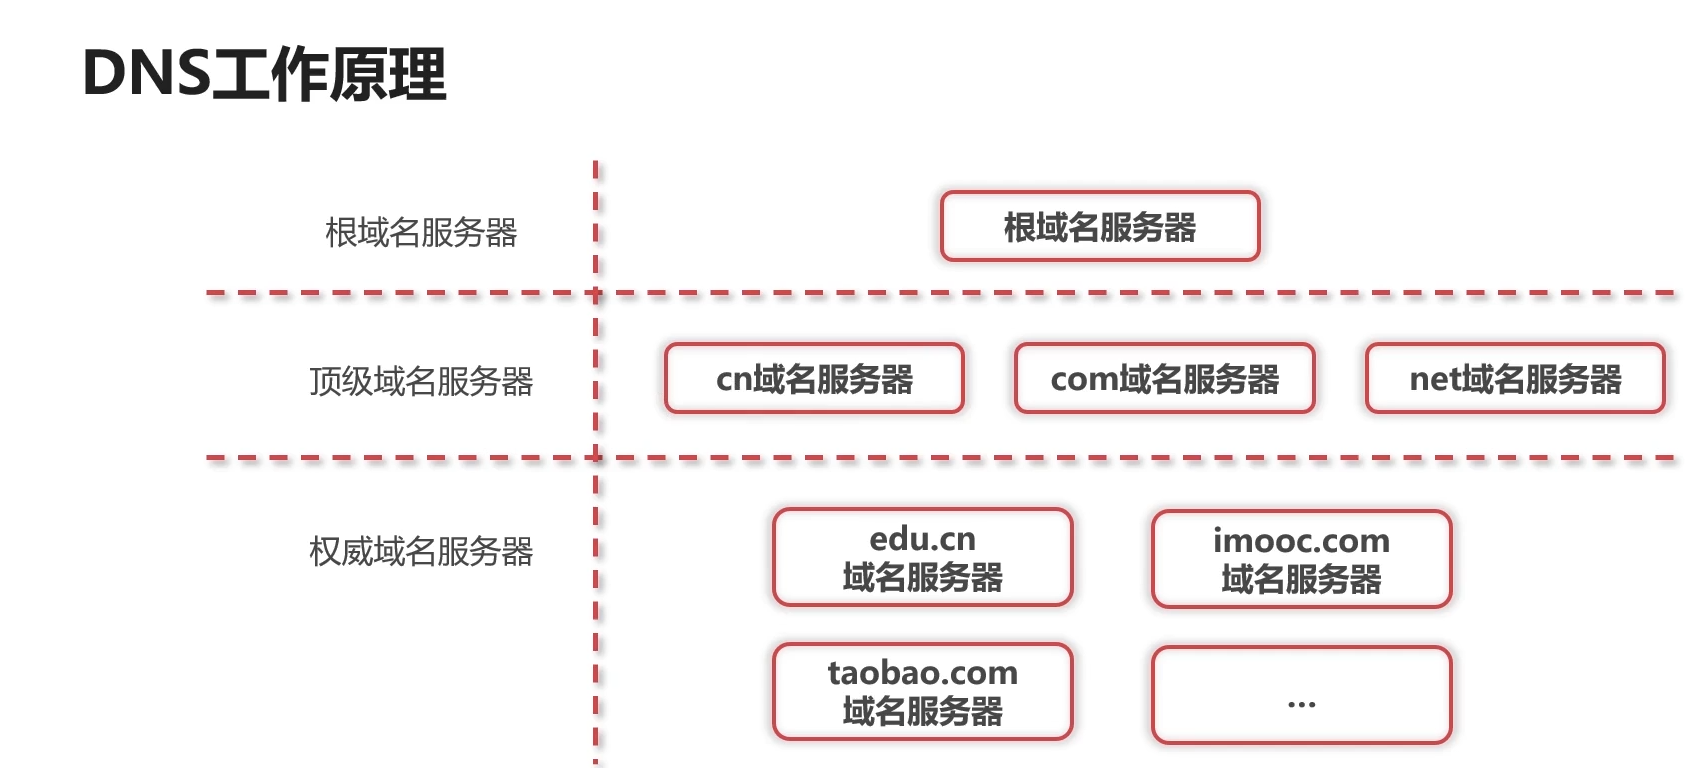 DNS工作原理
根域名服务器
根域名服务器
顶级域名服务器
cn域名服务器
com域名服务器
net域名服务器
权威域名服务器
edu.cn
域名服务器
imooc.com
域名服务器
taobao.com
域名服务器
...